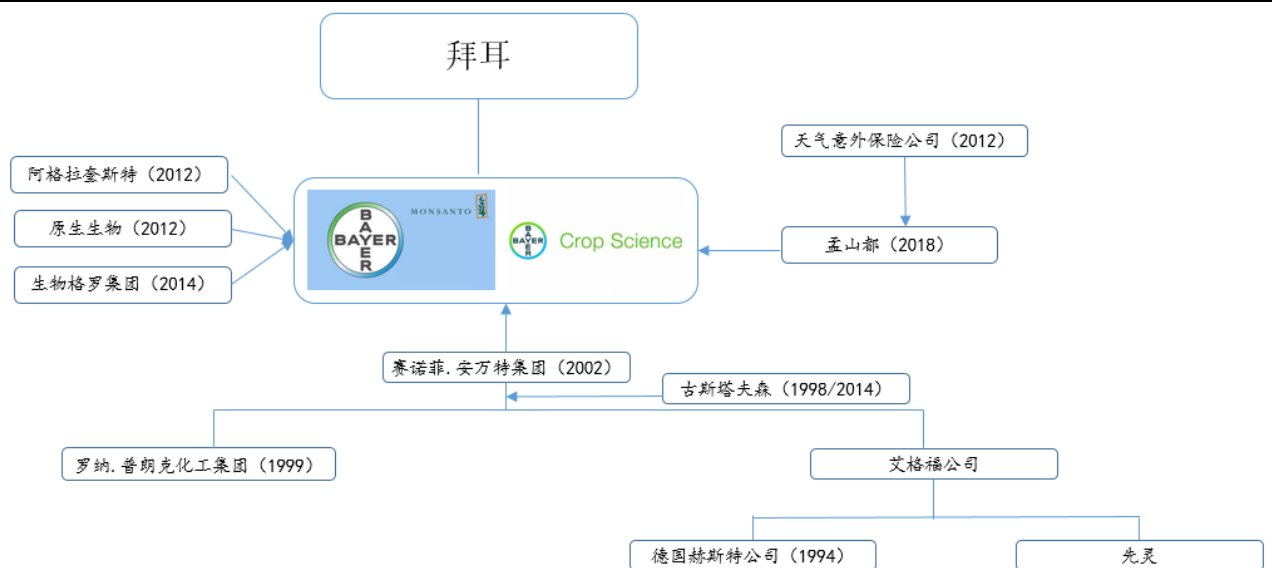 拜耳
天气意外保险公司（2012）
阿格拉奎斯特（2012）
原生生物（2012）
生物格罗集团（2014）
BAYER
BAYER
MONSANTO
BAYER
BAYER
Crop Science
孟山都（2018）
赛诺菲.安万特集团（2002）
古斯塔夫森（1998/2014）
罗纳.普朗克化工集团（1999）
艾格福公司
德国赫斯特公司（1994）
先灵